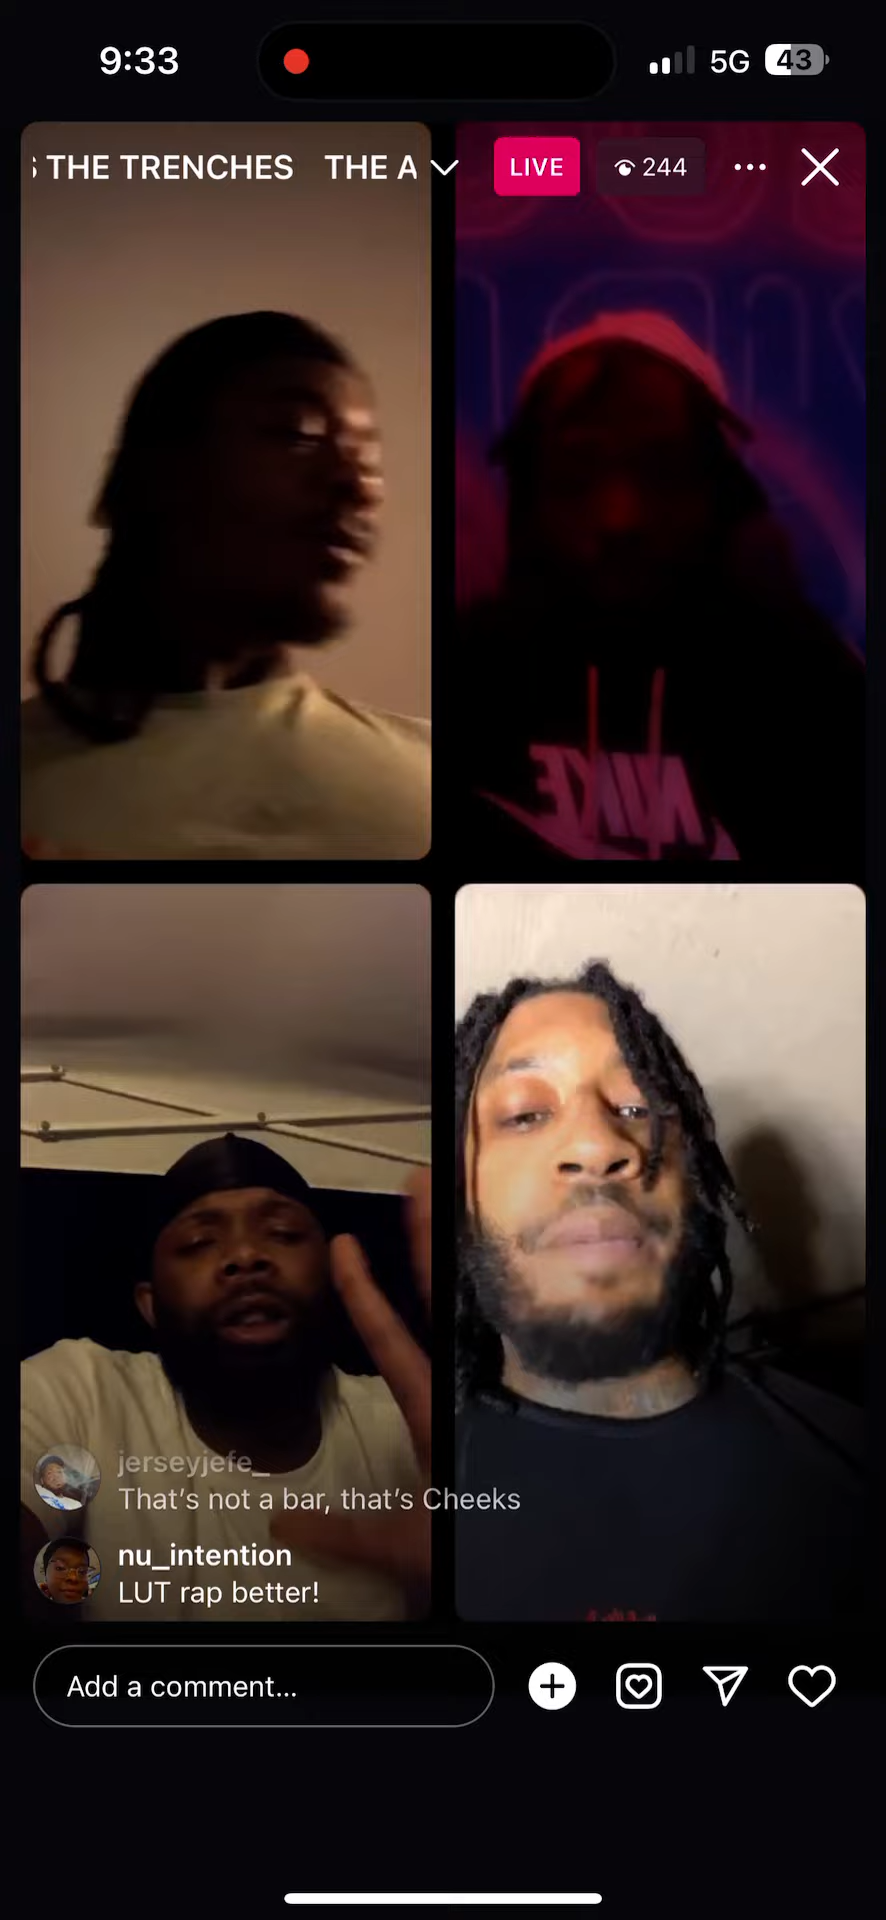 9:33
5G
43
THE TRENCHES THE A
LIVE
244
NIKE
jerseyjefe_
That's not a bar, that's Cheeks
nu_intention
LUT rap better!
Add a comment...